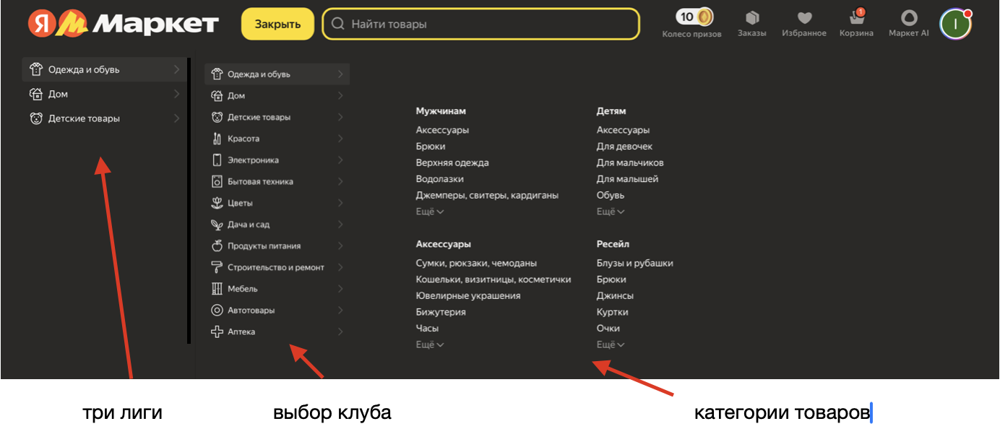 Я М Маркет
Закрыть
Найти товары
10
Колесо призов
Заказы
Избранное
1
Корзина
Маркет AI
I
Одежда и обувь
Дом
Детские товары
Одежда и обувь
Дом
Детские товары
Красота
Электроника
Бытовая техника
Цветы
Дача и сад
Продукты питания
Строительство и ремонт
Мебель
Автотовары
Аптека
Мужчинам
Аксессуары
Брюки
Верхняя одежда
Водолазки
Джемперы, свитеры, кардиганы
Ещё
Детям
Аксессуары
Для девочек
Для мальчиков
Для малышей
Обувь
Ещё
Аксессуары
Сумки, рюкзаки, чемоданы
Кошельки, визитницы, косметички
Ювелирные украшения
Бижутерия
Часы
Ещё
Ресейл
Блузы и рубашки
Брюки
Джинсы
Куртки
Очки
Ещё
три лиги
выбор клуба
категории товаров